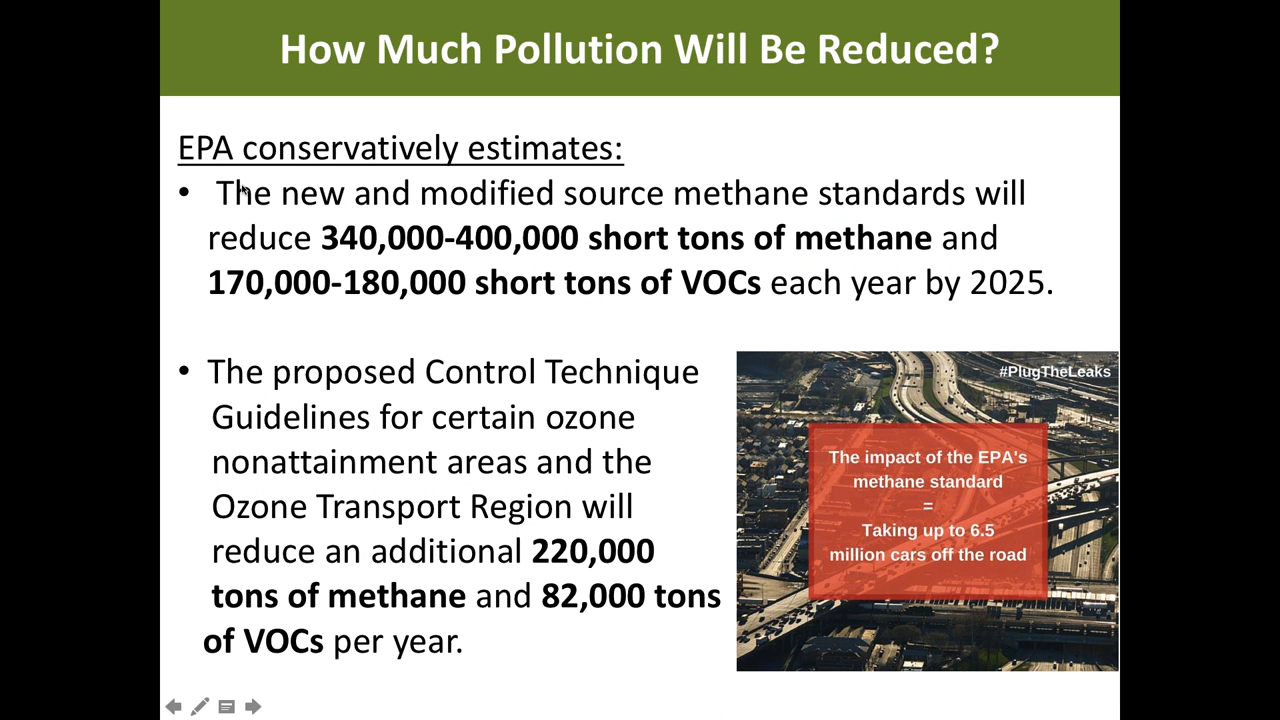 How Much Pollution Will Be Reduced?
EPA conservatively estimates:
• The new and modified source methane standards will
reduce 340,000-400,000 short tons of methane and
170,000-180,000 short tons of VOCs each year by 2025.
• The proposed Control Technique
Guidelines for certain ozone
nonattainment areas and the
Ozone Transport Region will
reduce an additional 220,000
tons of methane and 82,000 tons
of VOCs per year.
#PlugTheLeaks
The impact of the EPA's
methane standard
=
Taking up to 6.5
million cars off the road